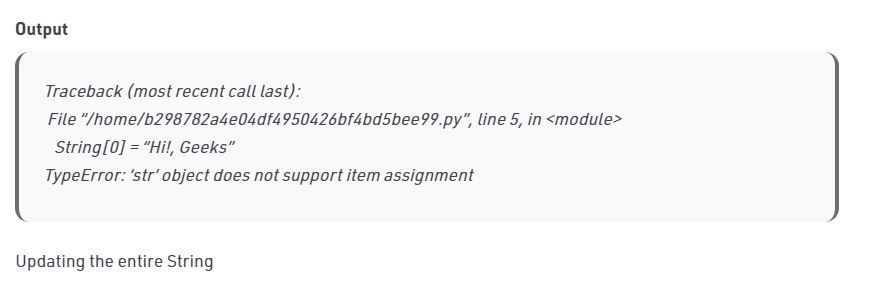 Output
Traceback (most recent call last):
File “/home/b298782a4e04df4950426bf4bd5bee99.py”, line 5, in <module>
String[0] = “Hi!, Geeks”
TypeError: ‘str’ object does not support item assignment
Updating the entire String